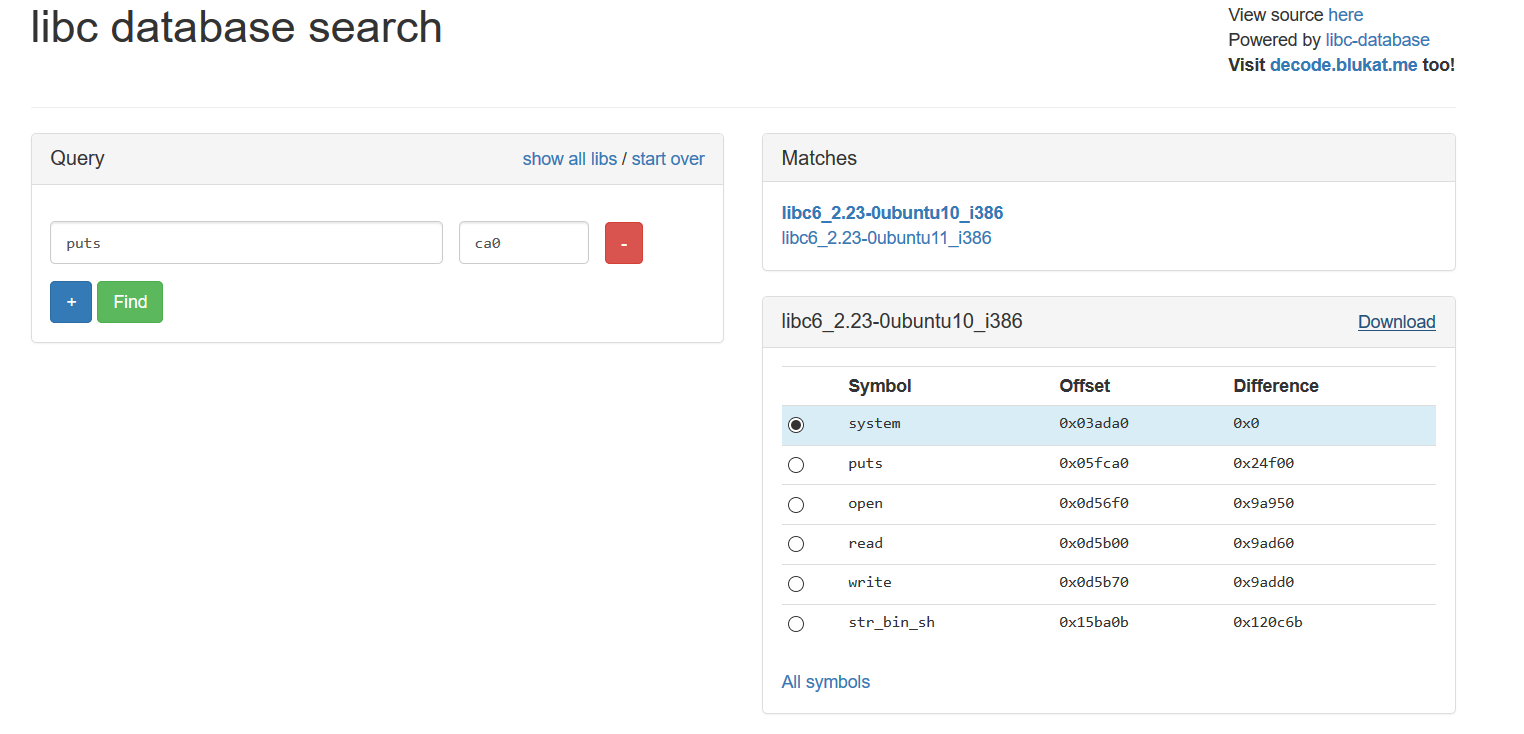 libc database search
View source here
Powered by libc-database
Visit decode.blukat.me too!
Query show all libs / start over
puts ca0 -
+ Find
Matches
libc6_2.23-0ubuntu10_i386
libc6_2.23-0ubuntu11_i386
libc6_2.23-0ubuntu10_i386 Download
Symbol Offset Difference
system 0x03ada0 0x0
puts 0x05fca0 0x24f00
open 0x0d56f0 0x9a950
read 0x0d5b00 0x9ad60
write 0x0d5b70 0x9add0
str_bin_sh 0x15ba0b 0x120c6b
All symbols